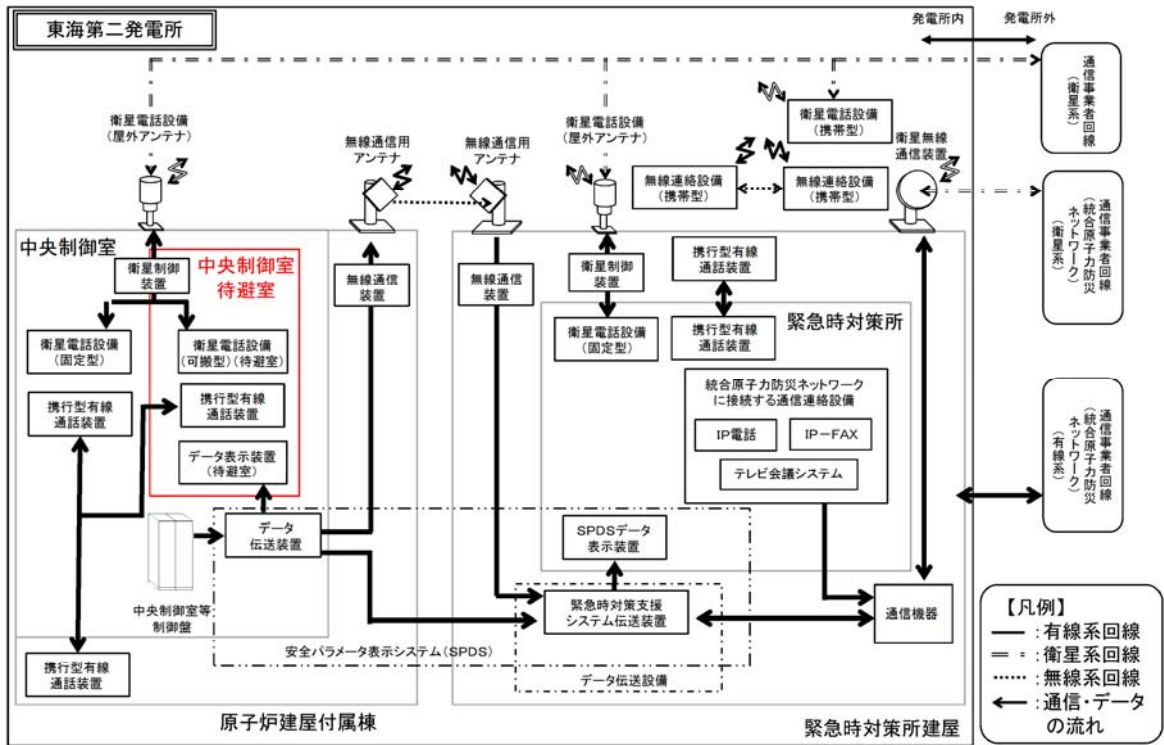 東海第二発電所
発電所内
発電所外
衛星電話設備
(屋外アンテナ)
無線通信用
アンテナ
無線通信用
アンテナ
衛星電話設備
(屋外アンテナ)
衛星電話設備
(携帯型)
無線連絡設備
(携帯型)
無線連絡設備
(携帯型)
衛星無線
通信装置
通信事業者回線
(衛星系)
通信事業者回線
(統合原子力防災
ネットワーク)
(衛星系)
通信事業者回線
(統合原子力防災
ネットワーク)
(有線系)
中央制御室
衛星制御
装置
中央制御室
待避室
衛星電話設備
(固定型)
衛星電話設備
(可搬型)(待避室)
携行型有線
通話装置
携行型有線
通話装置
データ表示装置
(待避室)
データ
伝送装置
中央制御室等
制御盤
携行型有線
通話装置
無線通信
装置
原子炉建屋付属棟
無線通信
装置
衛星制御
装置
衛星電話設備
(固定型)
携行型有線
通話装置
携行型有線
通話装置
緊急時対策所
統合原子力防災ネットワーク
に接続する通信連絡設備
IP電話
IP-FAX
テレビ会議システム
SPDSデータ
表示装置
緊急時対策支援
システム伝送装置
通信機器
安全パラメータ表示システム(SPDS)
データ伝送設備
緊急時対策所建屋
【凡例】
:有線系回線
:衛星系回線
:無線系回線
:通信・データ
の流れ